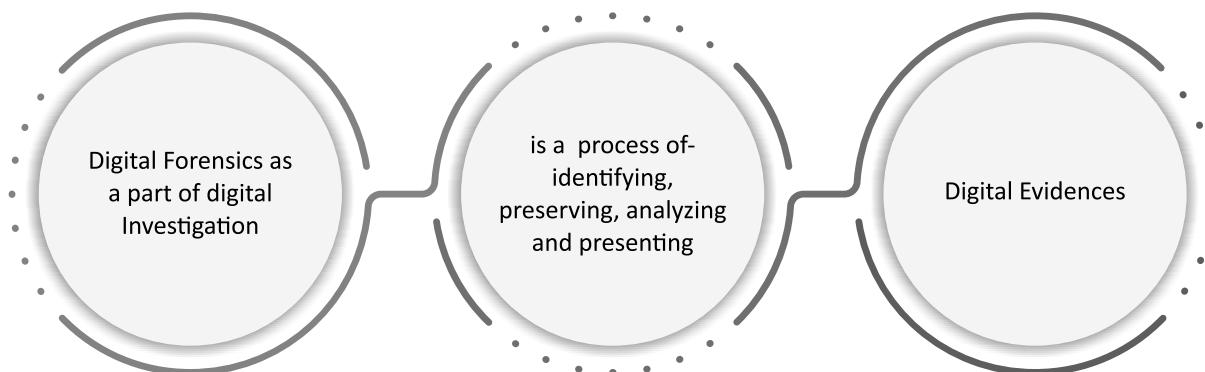 Digital Forensics as
a part of digital
Investigation
is a  process of-
identifying,
preserving, analyzing
and presenting
Digital Evidences